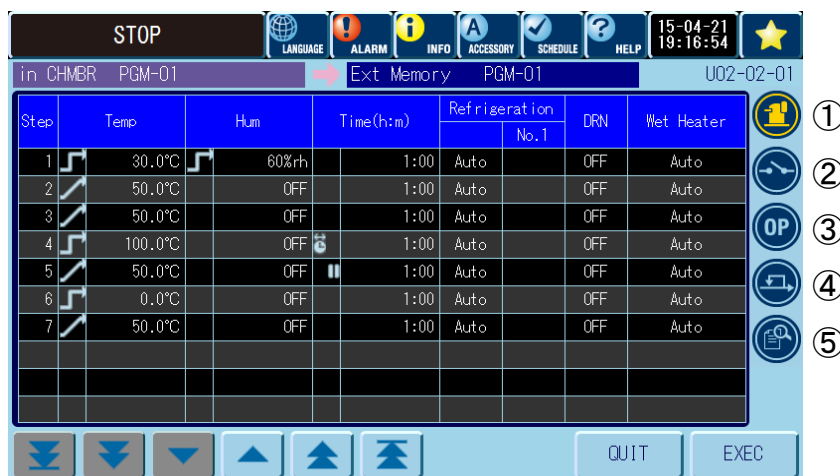 STOP LANGUAGE ALARM INFO A ACCESSORY SCHEDULE ? HELP 15-04-21
19:16:54
in CHMBR PGM-01 Ext Memory PGM-01 U02-02-01
Step Temp Hum Time(h:m) Refrigeration DRN Wet Heater
No.1
1 30.0°C 60%rh 1:00 Auto OFF Auto
2 50.0°C OFF 1:00 Auto OFF Auto
3 50.0°C OFF 1:00 Auto OFF Auto
4 100.0°C OFF 1:00 Auto OFF Auto
5 50.0°C OFF 1:00 Auto OFF Auto
6 0.0°C OFF 1:00 Auto OFF Auto
7 50.0°C OFF 1:00 Auto OFF Auto
①
②
OP ③
④
⑤
QUIT EXEC